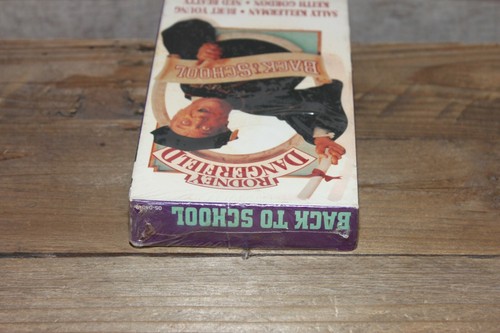 RODNEY
DANGERFIELD
BACK TO SCHOOL
SALLY KELLERMAN • BURT YOUNG
KEITH GORDON • NED BEATTY
BACK TO SCHOOL